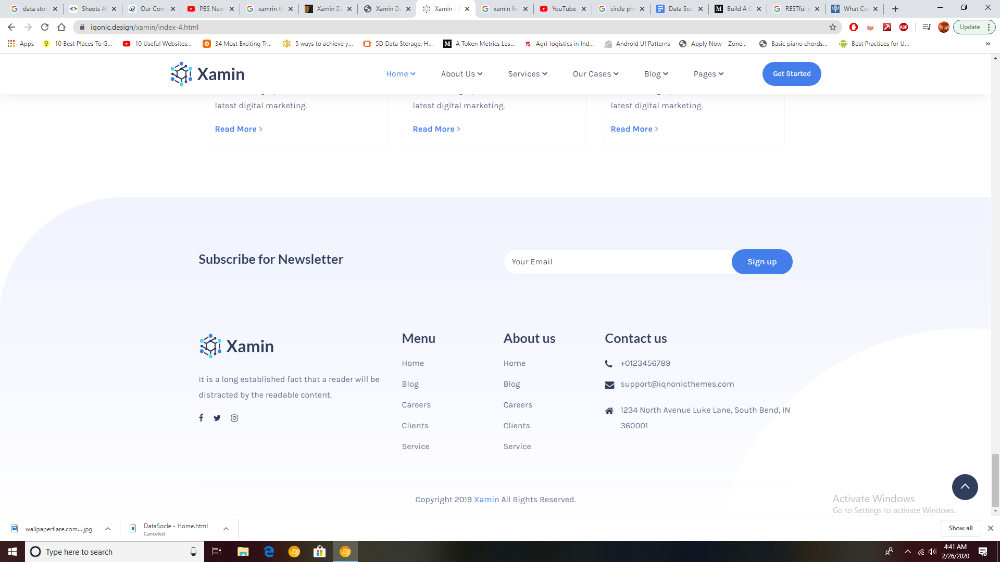 data stor
Sheets A
Our Com
PBS New
xamrin th
Xamin Da
Xamin Da
Xamin - D
xamin fre
YouTube
circle pho
Data Soc
Build A C
RESTful p
What Co
iqonic.design/xamin/index-4.html
ABP
Update
Apps
10 Best Places To G...
10 Useful Websites...
34 Most Exciting Tr...
5 ways to achieve y...
5D Data Storage, H...
A Token Metrics Les...
YS
Agri-logistics in Ind...
Android UI Patterns
Apply Now – Zone...
Basic piano chords...
Best Practices for U...
»
Xamin
Home
About Us
Services
Our Cases
Blog
Pages
Get Started
latest digital marketing.
latest digital marketing.
latest digital marketing.
Read More
Read More
Read More
Subscribe for Newsletter
Your Email
Sign up
Xamin
It is a long established fact that a reader will be
distracted by the readable content.
Menu
Home
Blog
Careers
Clients
Service
About us
Home
Blog
Careers
Clients
Service
Contact us
+0123456789
support@iqnonicthemes.com
1234 North Avenue Luke Lane, South Bend, IN
360001
Copyright 2019 Xamin All Rights Reserved.
Activate Windows
Go to Settings to activate Windows.
wallpaperflare.com....jpg
DataSocle - Home.html
Canceled
Show all
Type here to search
4:41 AM
2/26/2020